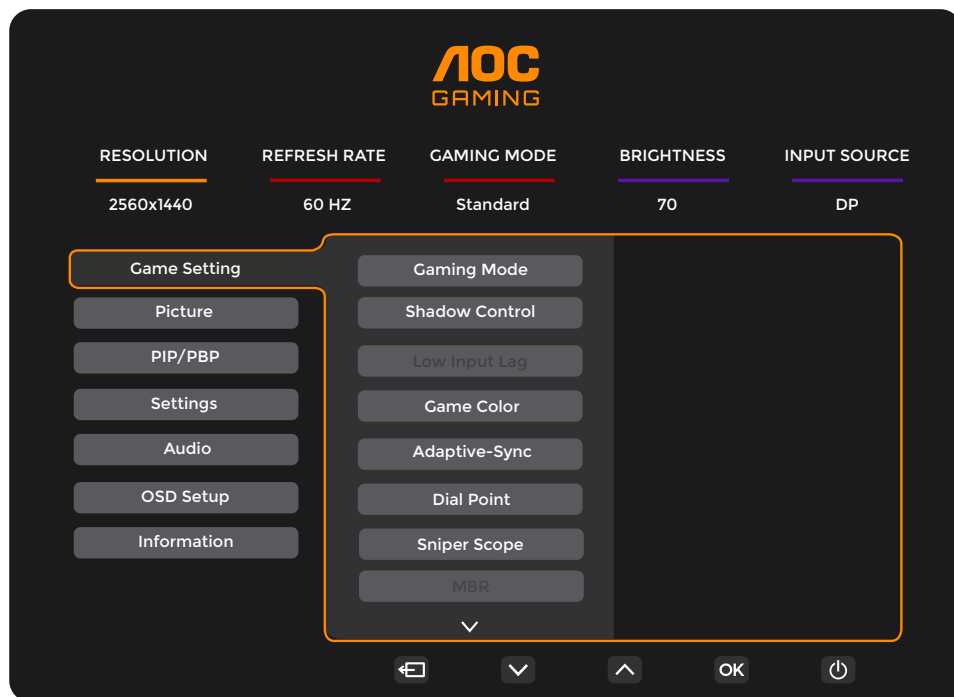 AOC
GAMING
RESOLUTION REFRESH RATE GAMING MODE BRIGHTNESS INPUT SOURCE
2560x1440 60 HZ Standard 70 DP
Game Setting
Picture
PIP/PBP
Settings
Audio
OSD Setup
Information
Gaming Mode
Shadow Control
Low Input Lag
Game Color
Adaptive-Sync
Dial Point
Sniper Scope
MBR
OK